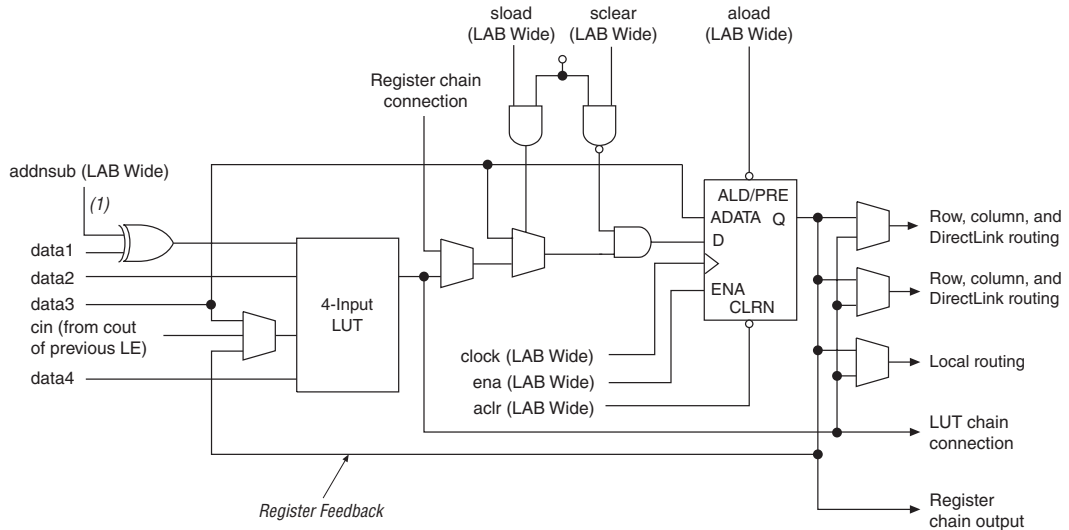 sload
(LAB Wide)
sclear
(LAB Wide)
aload
(LAB Wide)
Register chain
connection
addnsub (LAB Wide)
(1)
data1
data2
data3
cin (from cout
of previous LE)
data4
4-Input
LUT
ALD/PRE
ADATA Q
D
ENA
CLRN
clock (LAB Wide)
ena (LAB Wide)
aclr (LAB Wide)
Row, column, and
DirectLink routing
Row, column, and
DirectLink routing
Local routing
LUT chain
connection
Register
chain output
Register Feedback